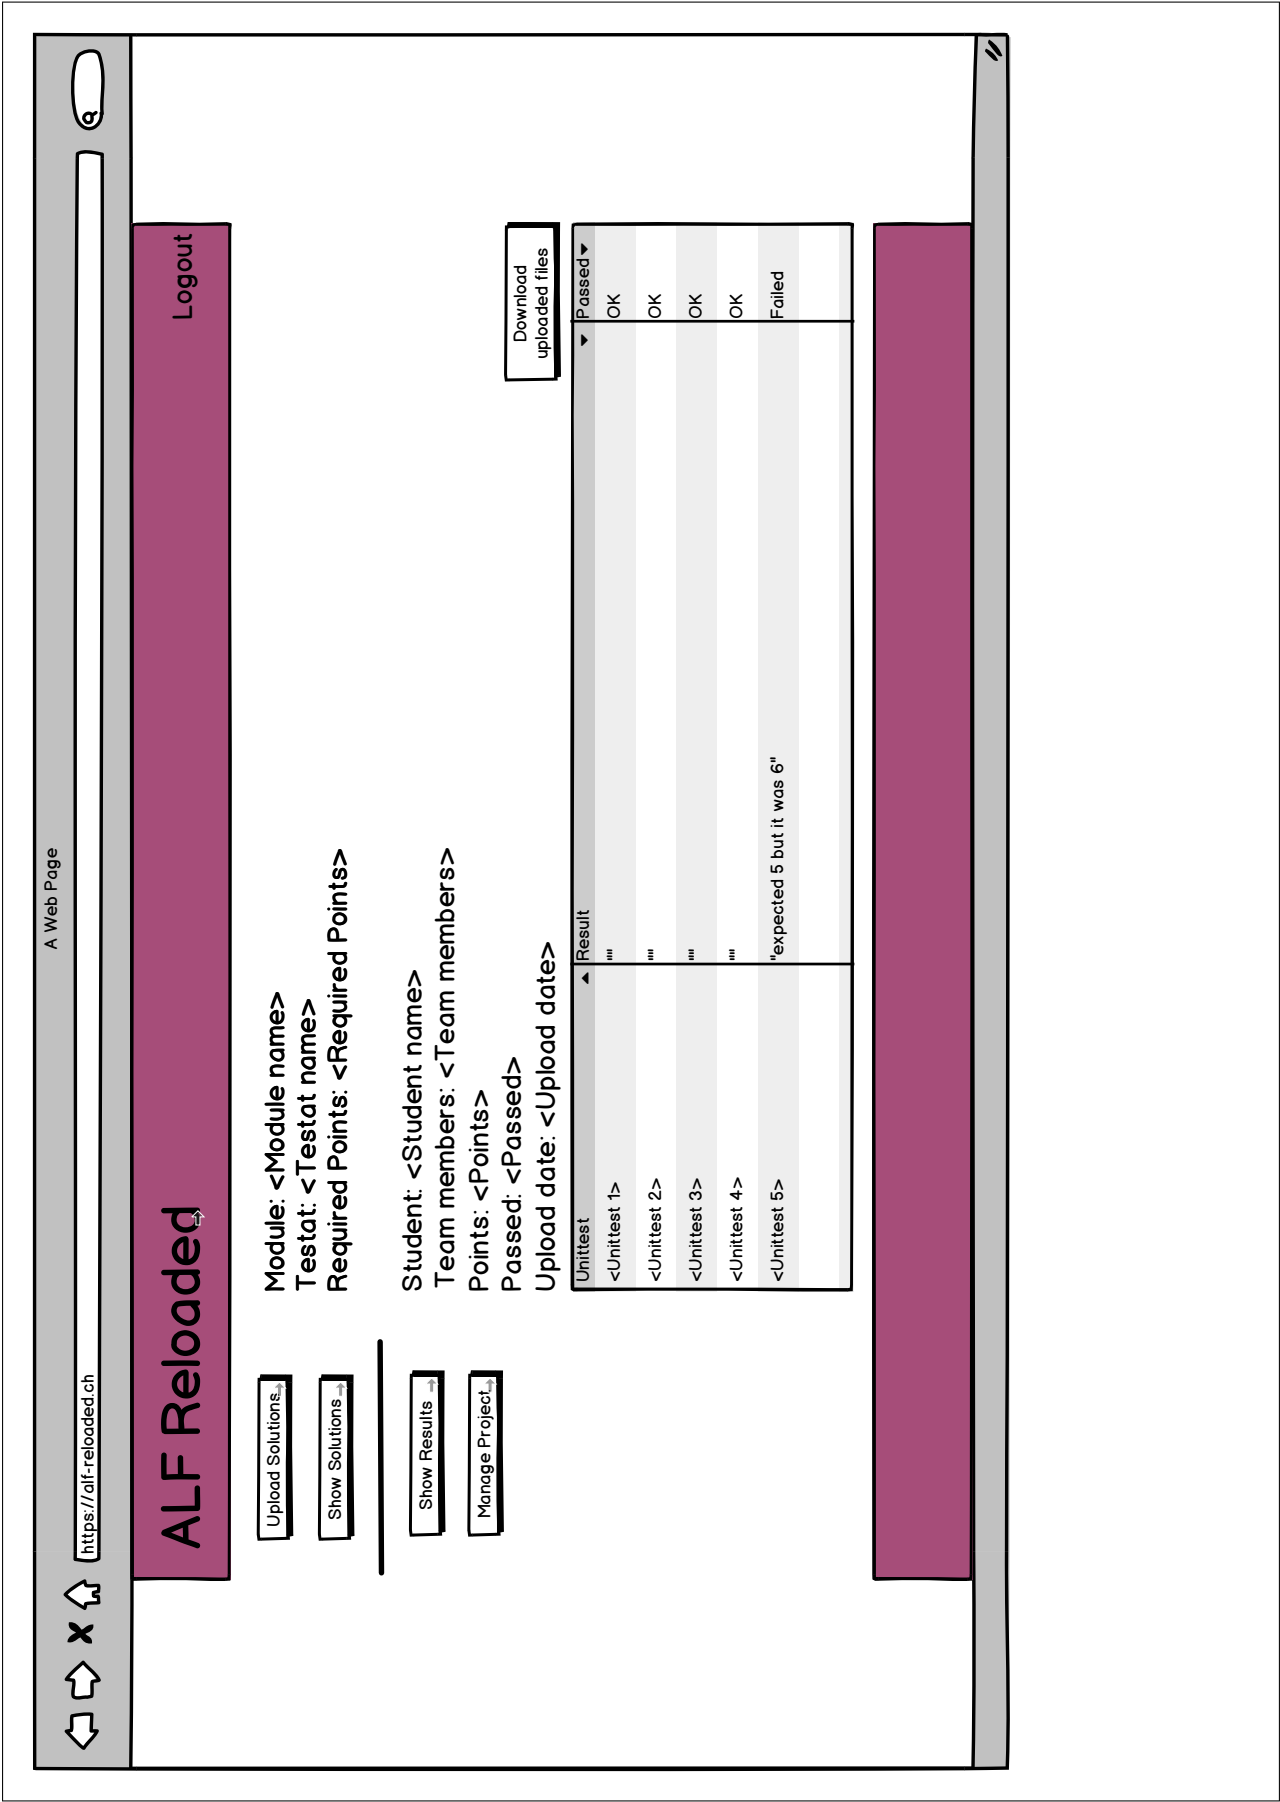 A Web Page
https://alf-reloaded.ch
ALF Reloaded
Logout
Upload Solutions
Show Solutions
Show Results
Manage Project
Module: <Module name>
Testat: <Testat name>
Required Points: <Required Points>
Student: <Student name>
Team members: <Team members>
Points: <Points>
Passed: <Passed>
Upload date: <Upload date>
Download
uploaded files
Unittest Result Passed
<Unittest 1> "" OK
<Unittest 2> "" OK
<Unittest 3> "" OK
<Unittest 4> "" OK
<Unittest 5> "expected 5 but it was 6" Failed